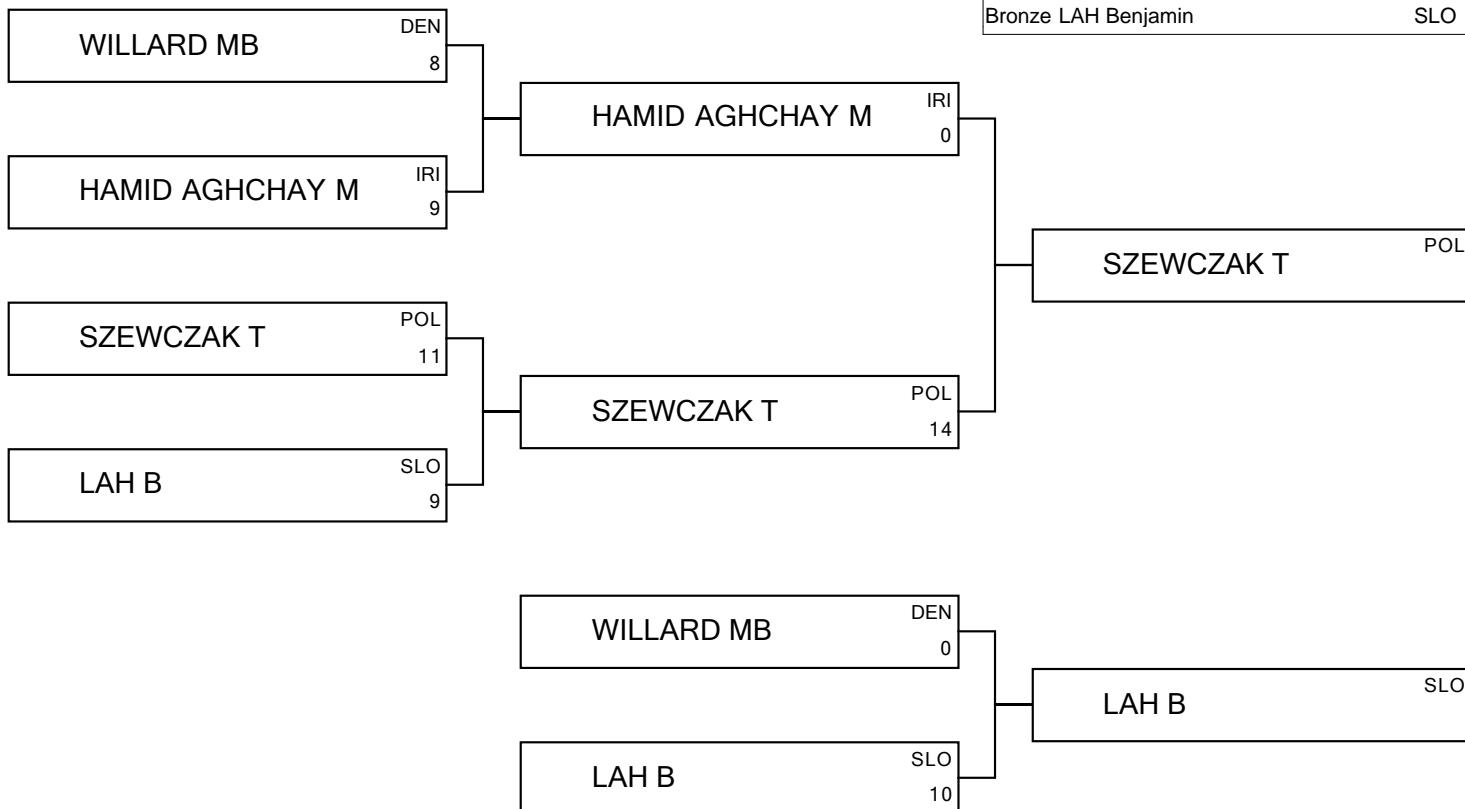 Bronze LAH Benjamin SLO
WILLARD MB DEN
8
HAMID AGHCHAY M IRI
9
SZEWCZAK T POL
11
LAH B SLO
9
HAMID AGHCHAY M IRI
0
SZEWCZAK T POL
14
SZEWCZAK T POL
WILLARD MB DEN
0
LAH B SLO
10
LAH B SLO